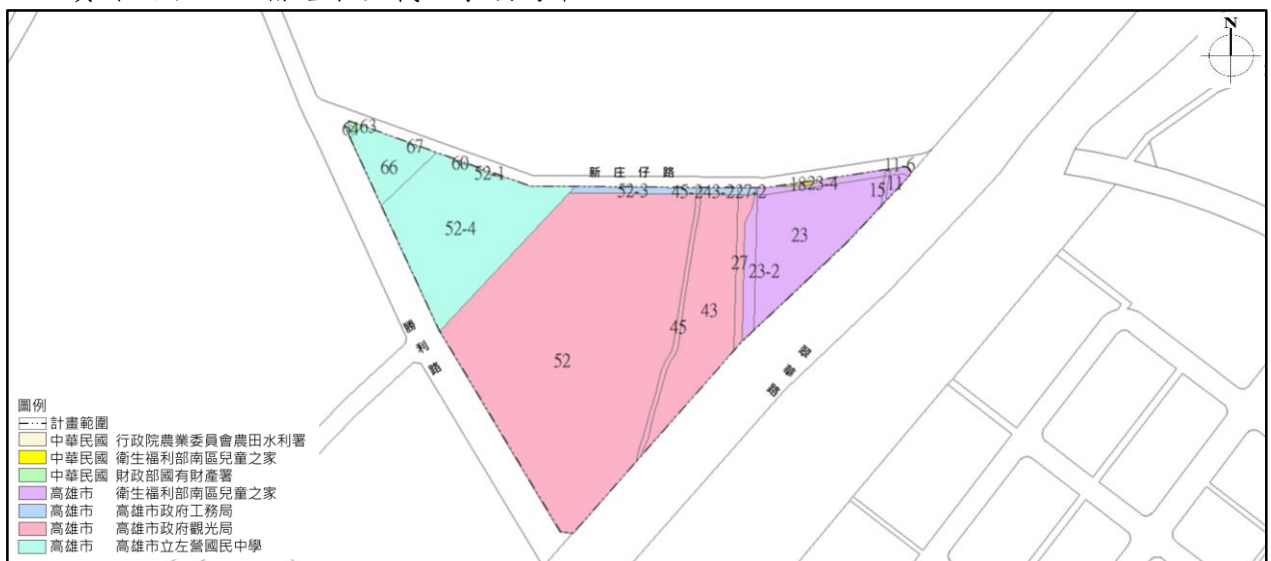 N
6463
67
66
60
52-1
新庄仔路
52-3
45-2
43-2
27-2
18
23-4
11-6
15
11
52-4
23
27
23-2
43
45
52
勝利路
翠華路
圖例
計畫範圍
中華民國 行政院農業委員會農田水利署
中華民國 衛生福利部南區兒童之家
中華民國 財政部國有財產署
高雄市 衛生福利部南區兒童之家
高雄市 高雄市政府工務局
高雄市 高雄市政府觀光局
高雄市 高雄市立左營國民中學